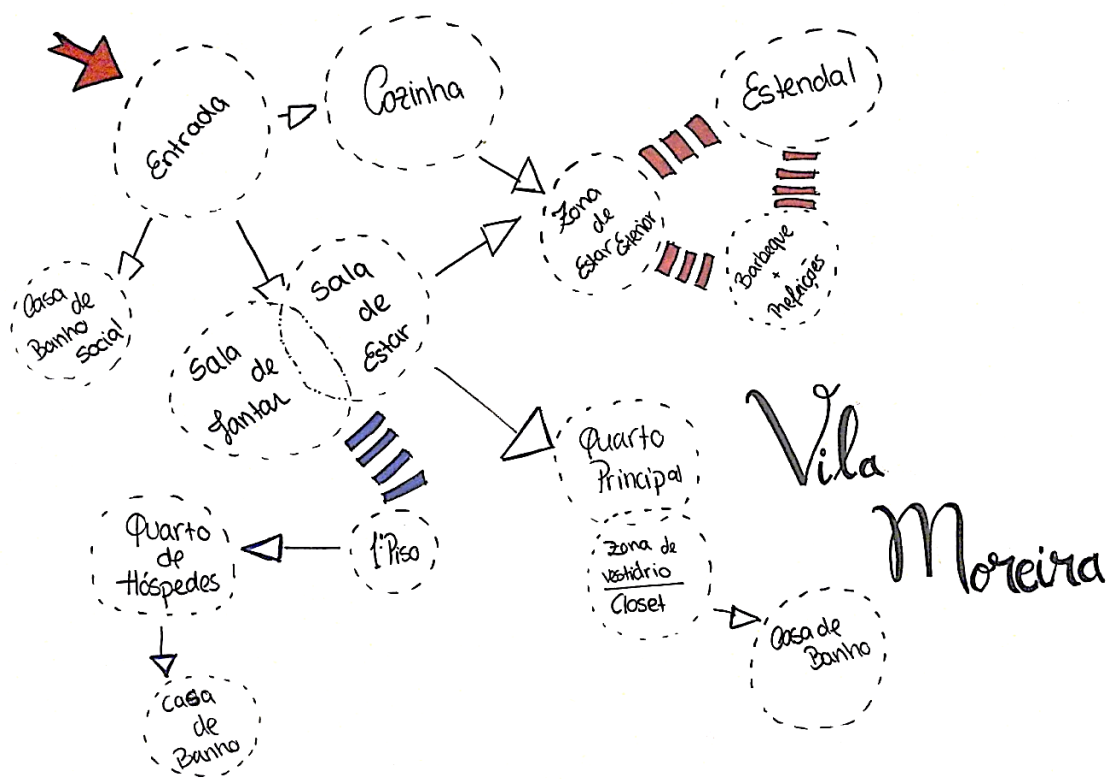 Entrada
Cozinha
Estendal
Zona
de
Estar Exterior
Barbeque
+
Refeições
Casa
de
Banho
Social
Sala
de
Estar
Sala
de
Jantar
Quarto
Principal
Zona de
vestiário
Closet
Casa de
Banho
1º Piso
Quarto
de
Hóspedes
Casa
de
Banho
Vila
Moreira